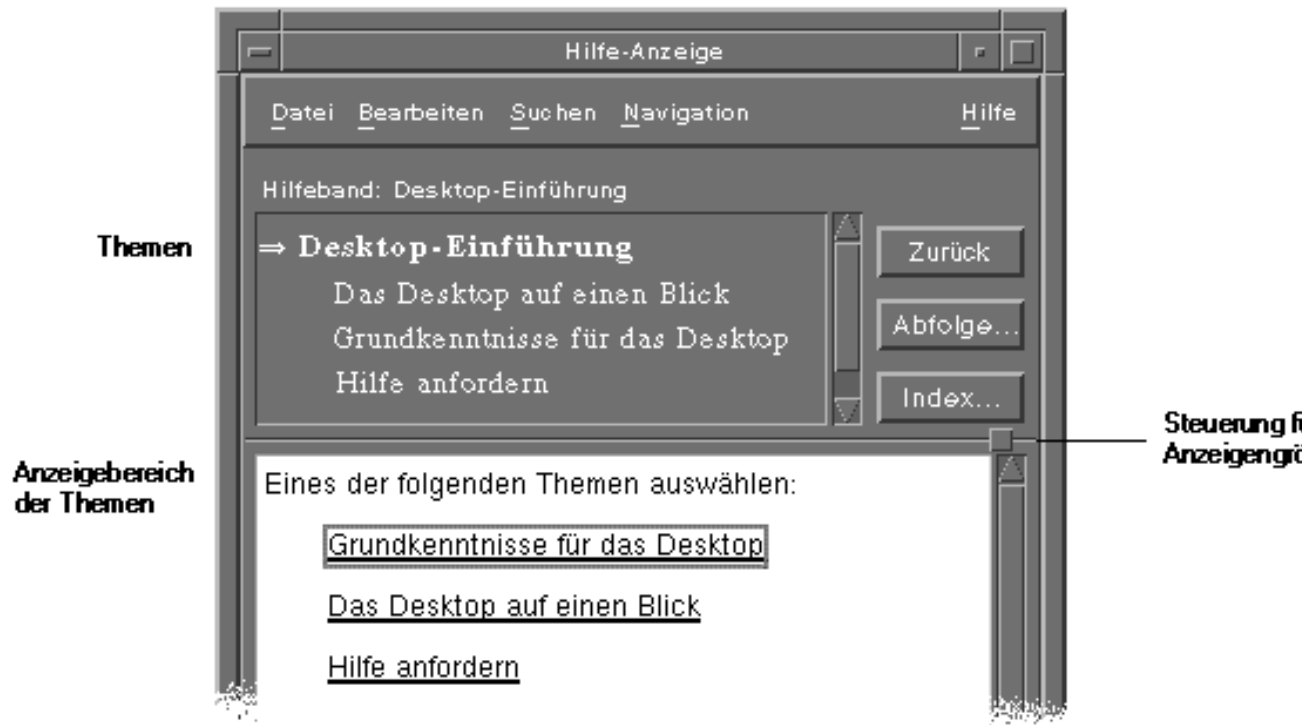 Hilfe-Anzeige
Datei Bearbeiten Suchen Navigation Hilfe
Hilfeband: Desktop-Einführung
Themen
⇒ Desktop-Einführung
Das Desktop auf einen Blick
Grundkenntnisse für das Desktop
Hilfe anfordern
Zurück
Abfolge...
Index...
Steuerung
Anzeigebereich
der Themen
Eines der folgenden Themen auswählen:
Grundkenntnisse für das Desktop
Das Desktop auf einen Blick
Hilfe anfordern